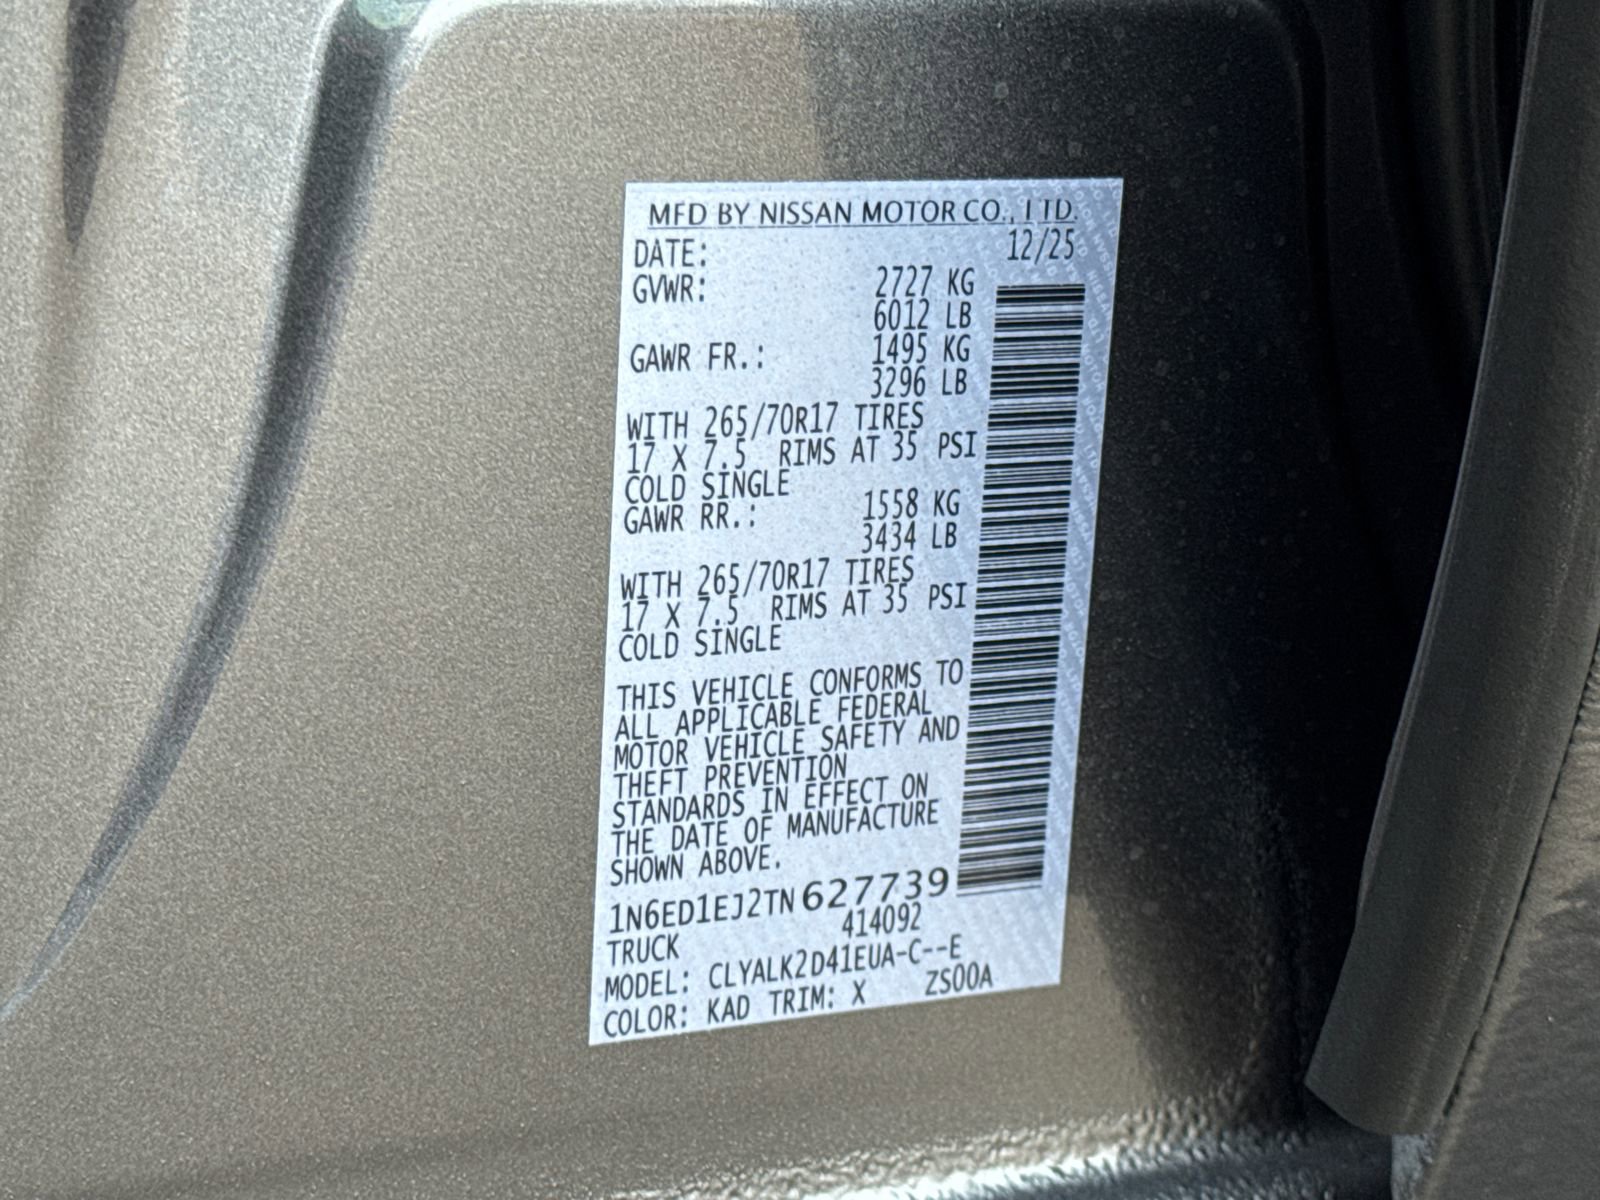 MFD BY NISSAN MOTOR CO., LTD.
DATE: 12/25
GVWR: 2727 KG
6012 LB
GAWR FR.: 1495 KG
3296 LB
WITH 265/70R17 TIRES
17 X 7.5 RIMS AT 35 PSI
COLD SINGLE
GAWR RR.: 1558 KG
3434 LB
WITH 265/70R17 TIRES
17 X 7.5 RIMS AT 35 PSI
COLD SINGLE
THIS VEHICLE CONFORMS TO
ALL APPLICABLE FEDERAL
MOTOR VEHICLE SAFETY AND
THEFT PREVENTION
STANDARDS IN EFFECT ON
THE DATE OF MANUFACTURE
SHOWN ABOVE.
1N6ED1EJ2TN627739
414092
TRUCK
MODEL: CLYALK2D41EUA-C--E
COLOR: KAD TRIM: X ZS00A